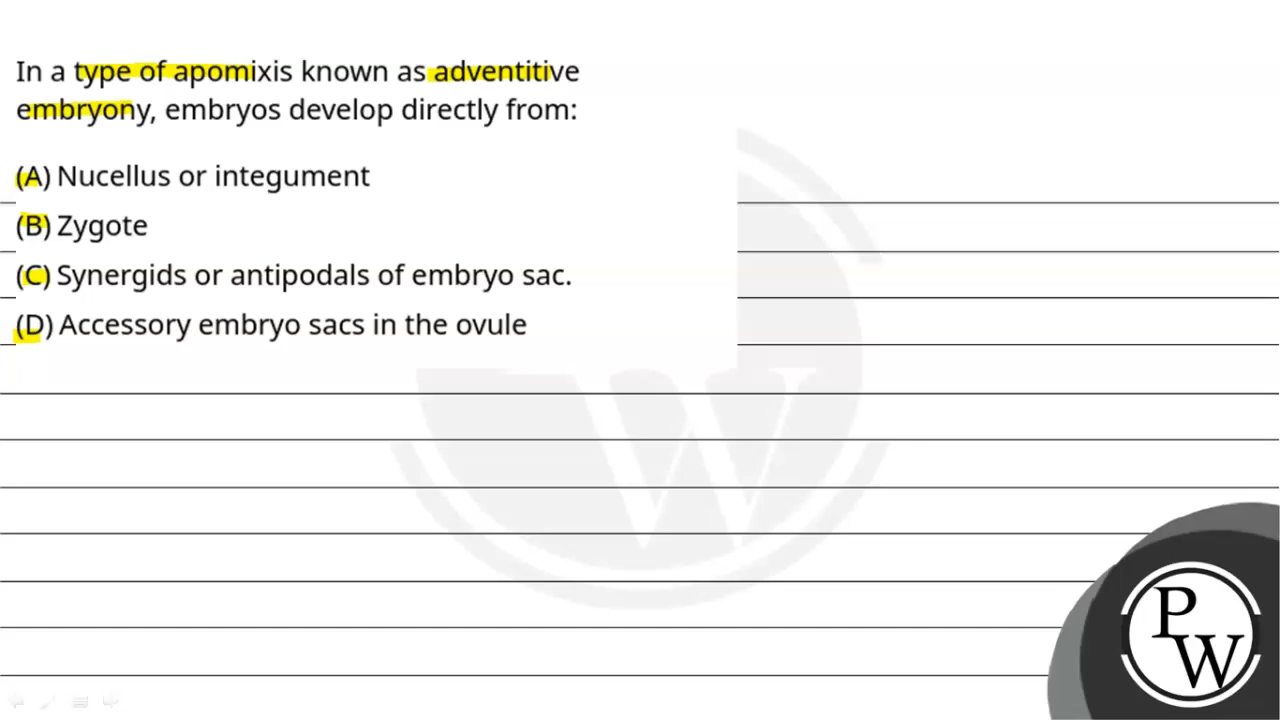 In a type of apomixis known as adventitive
embryony, embryos develop directly from:
(A) Nucellus or integument
(B) Zygote
(C) Synergids or antipodals of embryo sac.
(D) Accessory embryo sacs in the ovule
W
P
W